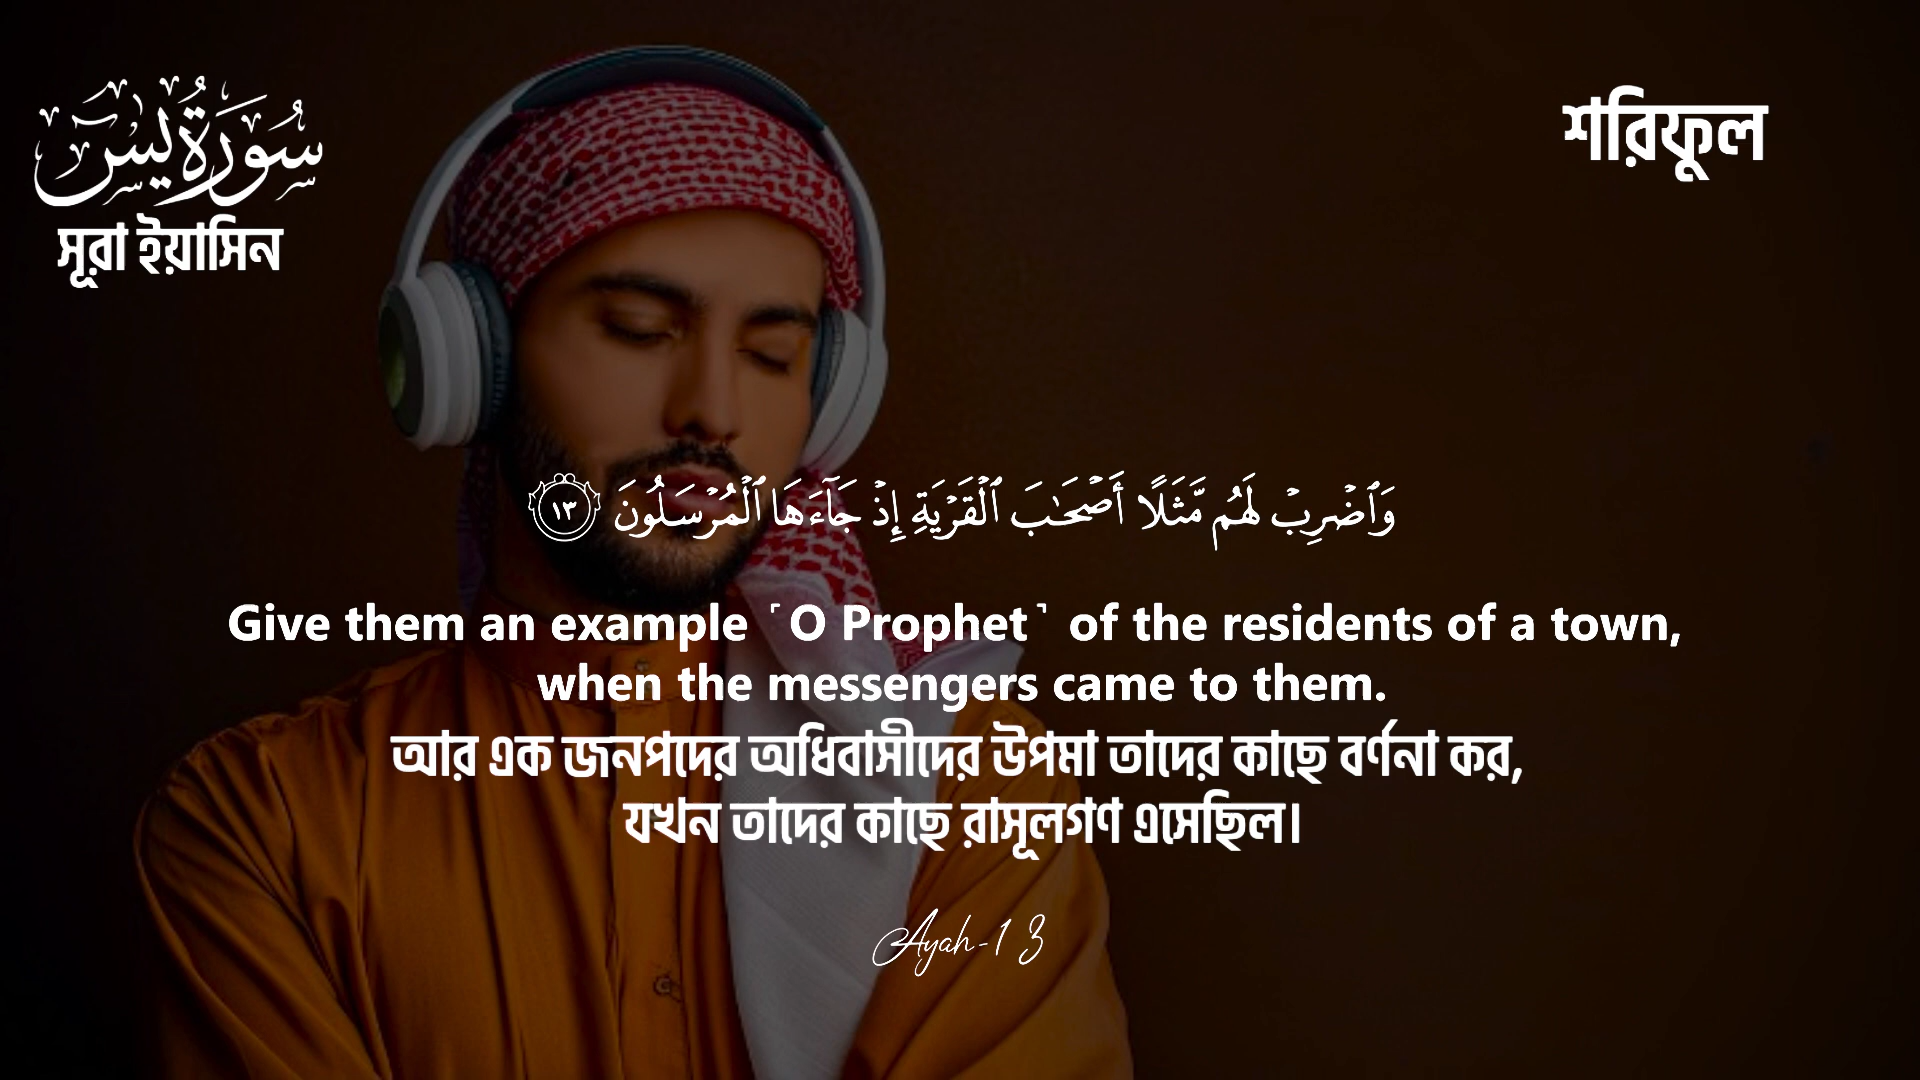 سُورَةُ يسٓ
সূরা ইয়াসিন
শরিফুল
وَٱضۡرِبۡ لَهُم مَّثَلًا أَصۡحَٰبَ ٱلۡقَرۡيَةِ إِذۡ جَآءَهَا ٱلۡمُرۡسَلُونَ ١٣
Give them an example ˹O Prophet˺ of the residents of a town,
when the messengers came to them.
আর এক জনপদের অধিবাসীদের উপমা তাদের কাছে বর্ণনা কর,
যখন তাদের কাছে রাসূলগণ এসেছিল।
Ayah-13